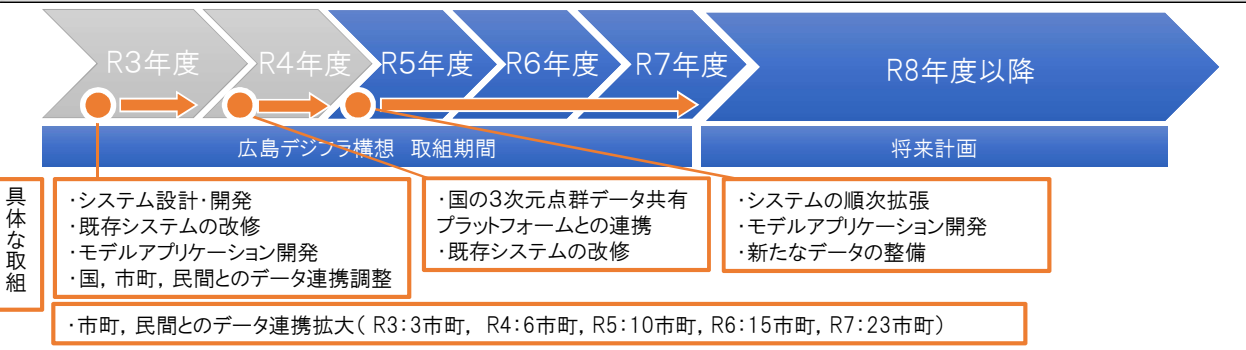 R3年度 R4年度 R5年度 R6年度 R7年度 R8年度以降
広島デジフラ構想 取組期間 将来計画
具体な取組
・システム設計・開発
・既存システムの改修
・モデルアプリケーション開発
・国，市町，民間とのデータ連携調整
・国の３次元点群データ共有
プラットフォームとの連携
・既存システムの改修
・システムの順次拡張
・モデルアプリケーション開発
・新たなデータの整備
・市町，民間とのデータ連携拡大（ R3：3市町， R4：6市町，R5：10市町，R6：15市町，R7：23市町）